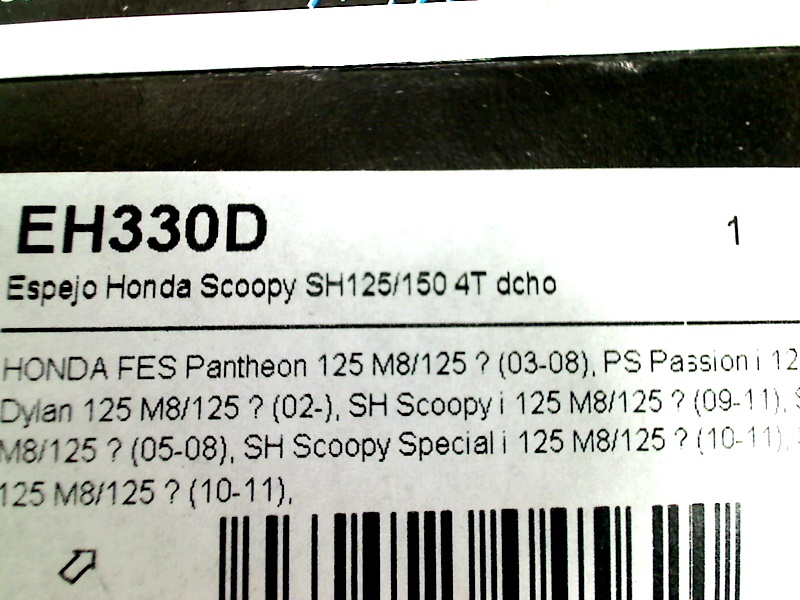 EH330D
1
Espejo Honda Scoopy SH125/150 4T dcho
HONDA FES Pantheon 125 M8/125 ? (03-08), PS Passion i 12
Dylan 125 M8/125 ? (02-), SH Scoopy i 125 M8/125 ? (09-11),
M8/125 ? (05-08), SH Scoopy Special i 125 M8/125 ? (10-11),
125 M8/125 ? (10-11),